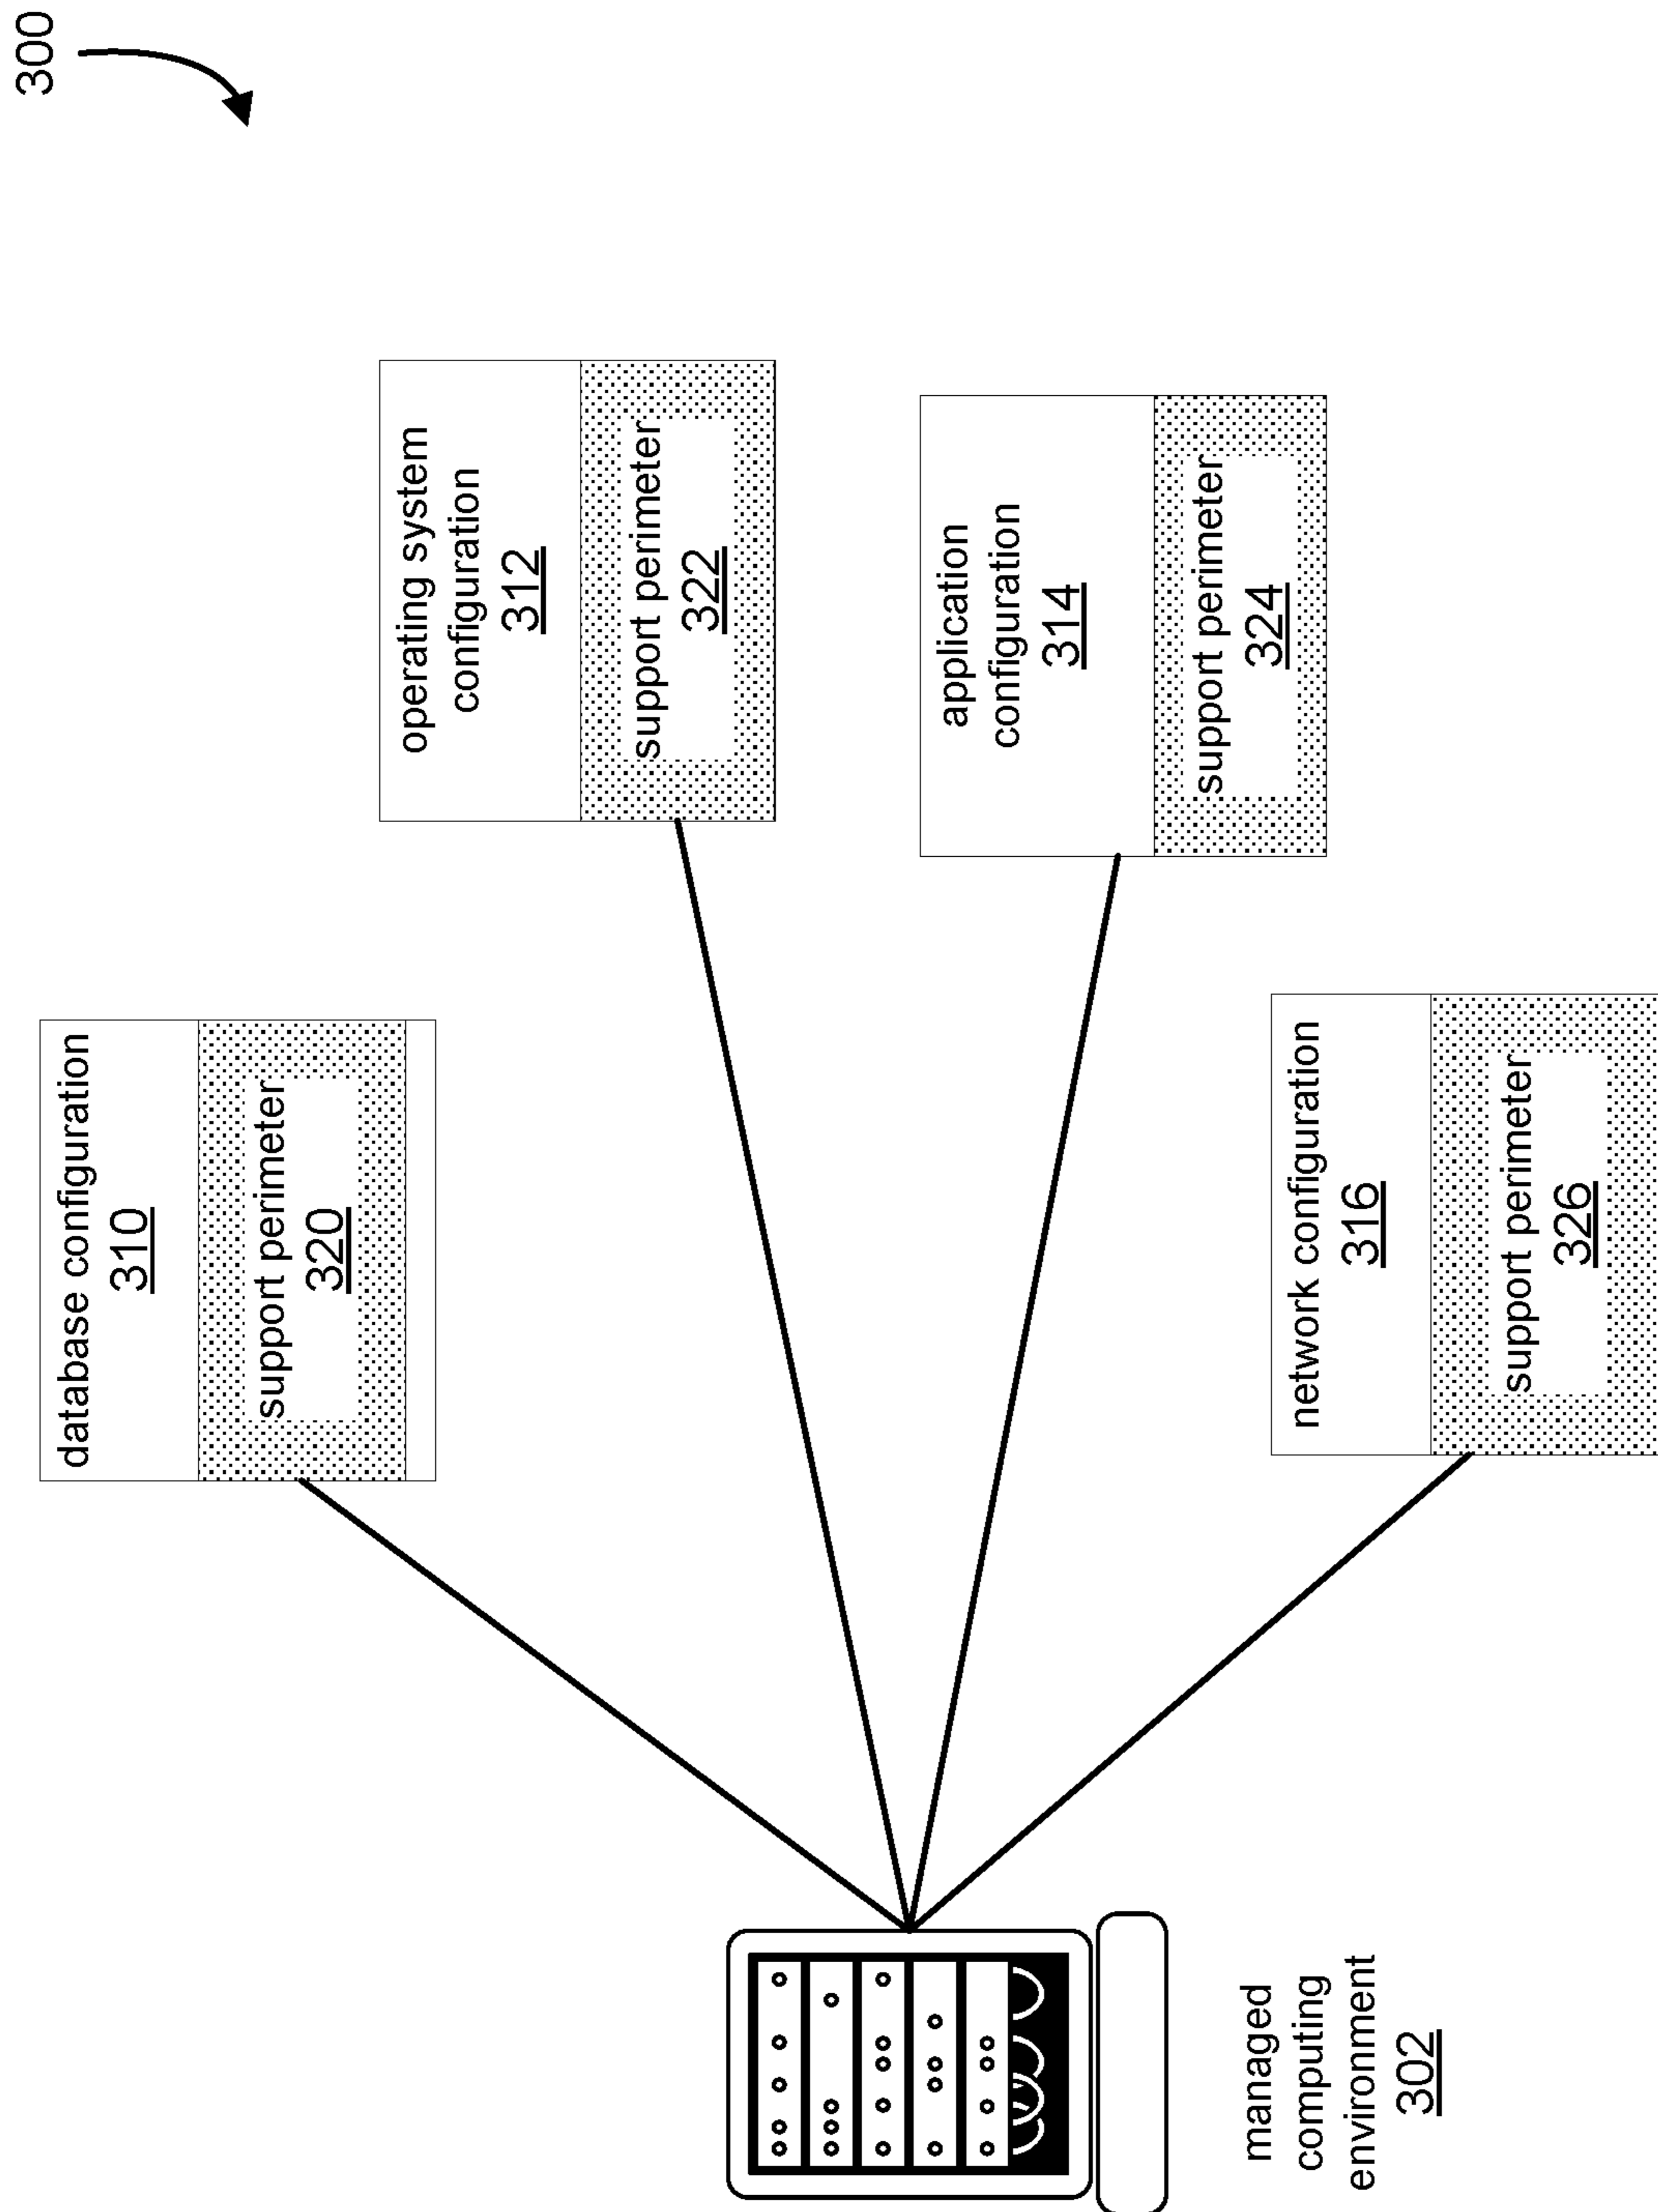 300
database configuration
310
support perimeter
320
operating system
configuration
312
support perimeter
322
application
configuration
314
support perimeter
324
network configuration
316
support perimeter
326
managed
computing
environment
302